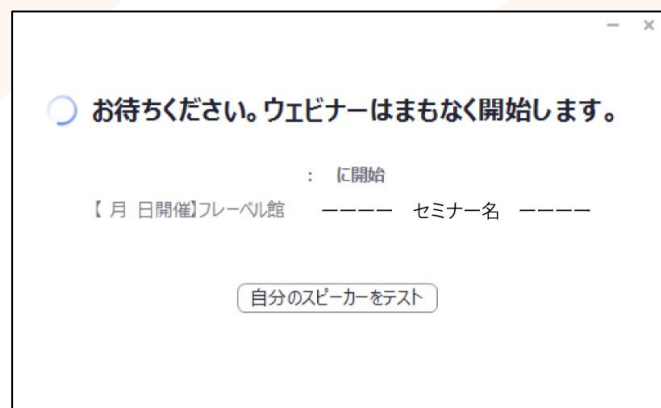 お待ちください。ウェビナーはまもなく開始します。
: に開始
【 月 日開催】フレーベル館 ーーーー セミナー名 ーーーー
自分のスピーカーをテスト